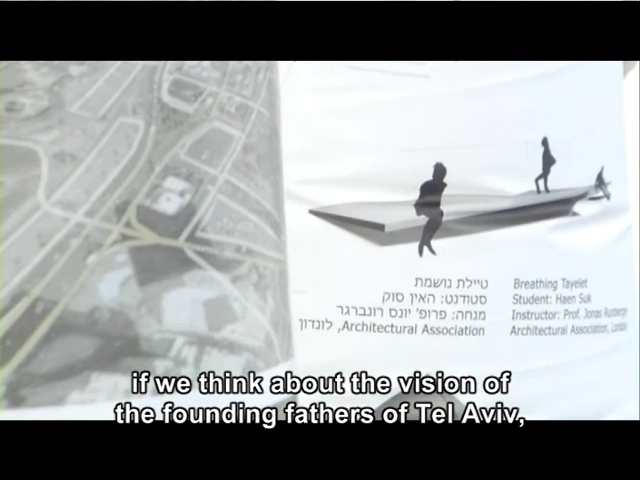 טיילת נושמת
סטודנט: האין סוק
מנחה: פרופ' יונס רונברגר
Architectural Association, לונדון
Breathing Tayelet
Student: Haen Suk
Instructor: Prof. Jonas
Architectural Association,
if we think about the vision of
the founding fathers of Tel Aviv,